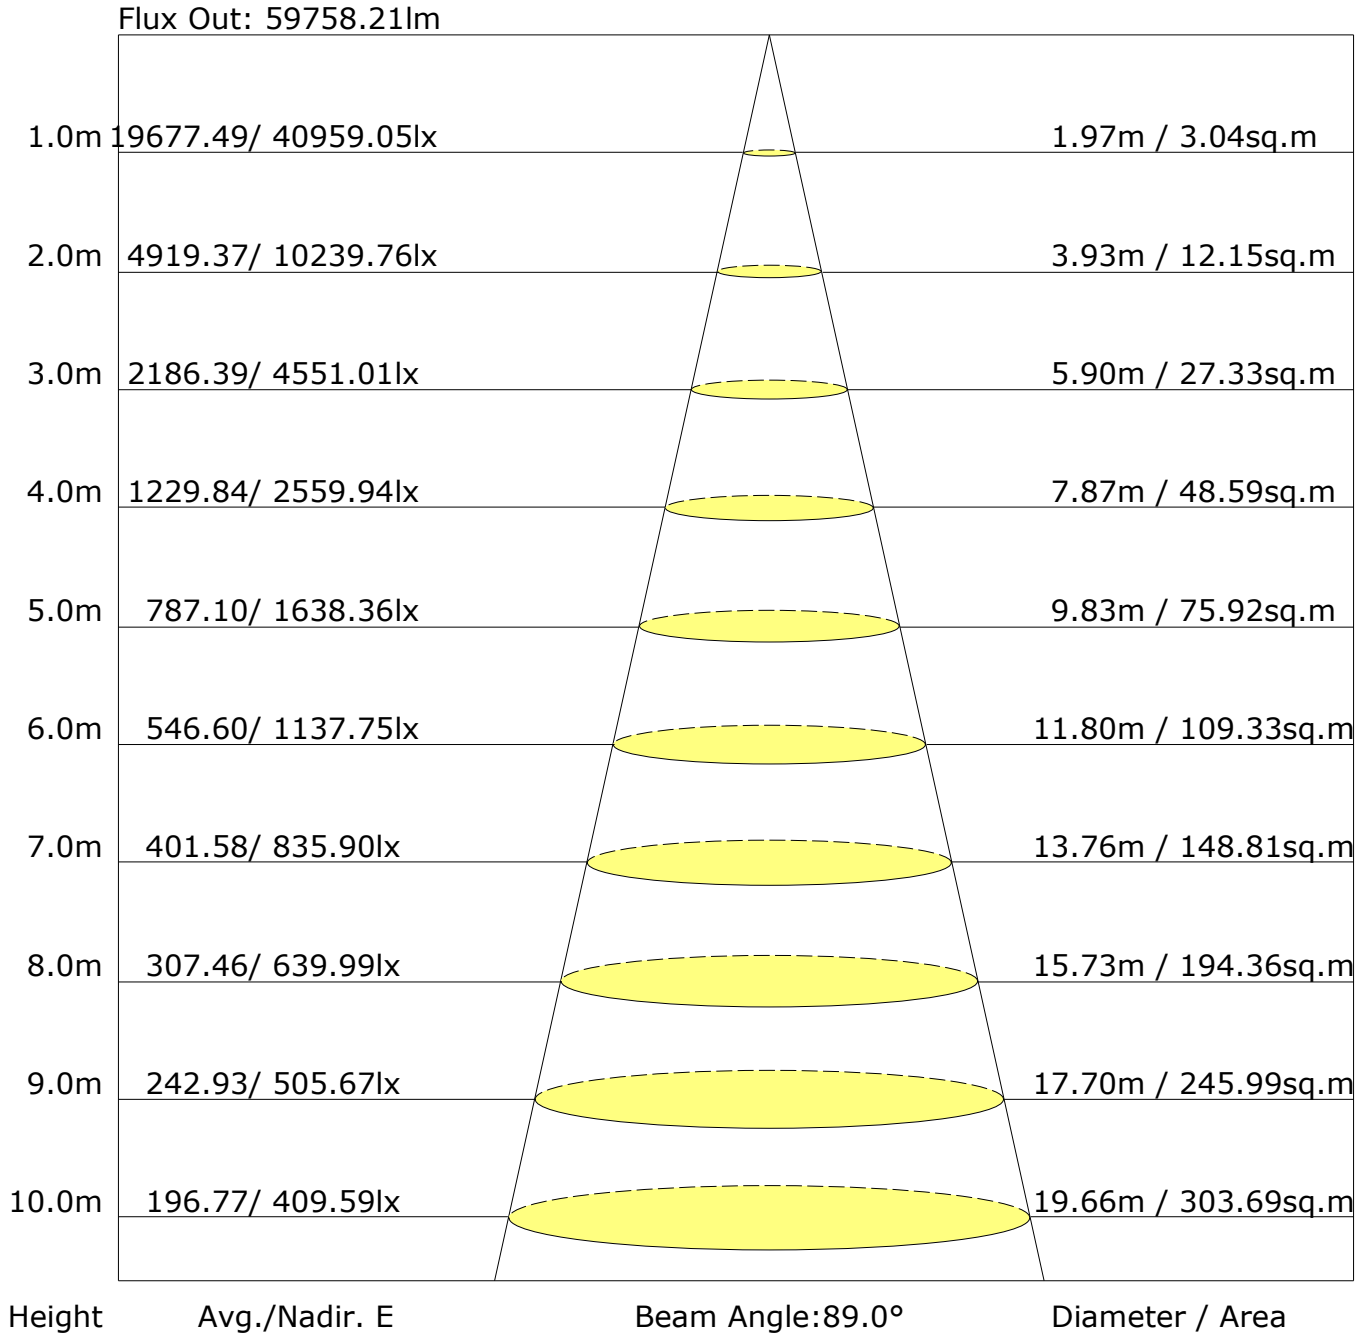 Flux Out: 59758.21lm
1.0m 19677.49/ 40959.05lx 1.97m / 3.04sq.m
2.0m 4919.37/ 10239.76lx 3.93m / 12.15sq.m
3.0m 2186.39/ 4551.01lx 5.90m / 27.33sq.m
4.0m 1229.84/ 2559.94lx 7.87m / 48.59sq.m
5.0m 787.10/ 1638.36lx 9.83m / 75.92sq.m
6.0m 546.60/ 1137.75lx 11.80m / 109.33sq.m
7.0m 401.58/ 835.90lx 13.76m / 148.81sq.m
8.0m 307.46/ 639.99lx 15.73m / 194.36sq.m
9.0m 242.93/ 505.67lx 17.70m / 245.99sq.m
10.0m 196.77/ 409.59lx 19.66m / 303.69sq.m
Height Avg./Nadir. E Beam Angle:89.0° Diameter / Area